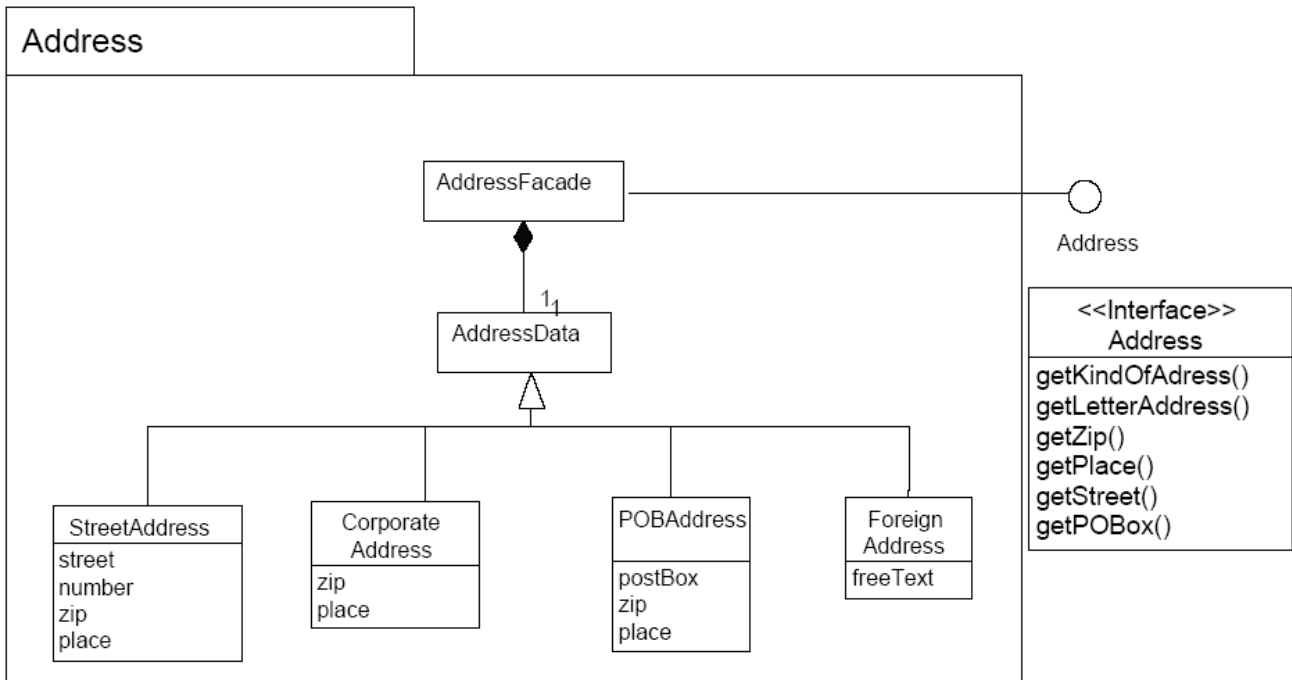 Address
AddressFacade
Address
1
1
AddressData
<<Interface>>
Address
getKindOfAdress()
getLetterAddress()
getZip()
getPlace()
getStreet()
getPOBox()
StreetAddress
street
number
zip
place
Corporate
Address
zip
place
POBAddress
postBox
zip
place
Foreign
Address
freeText